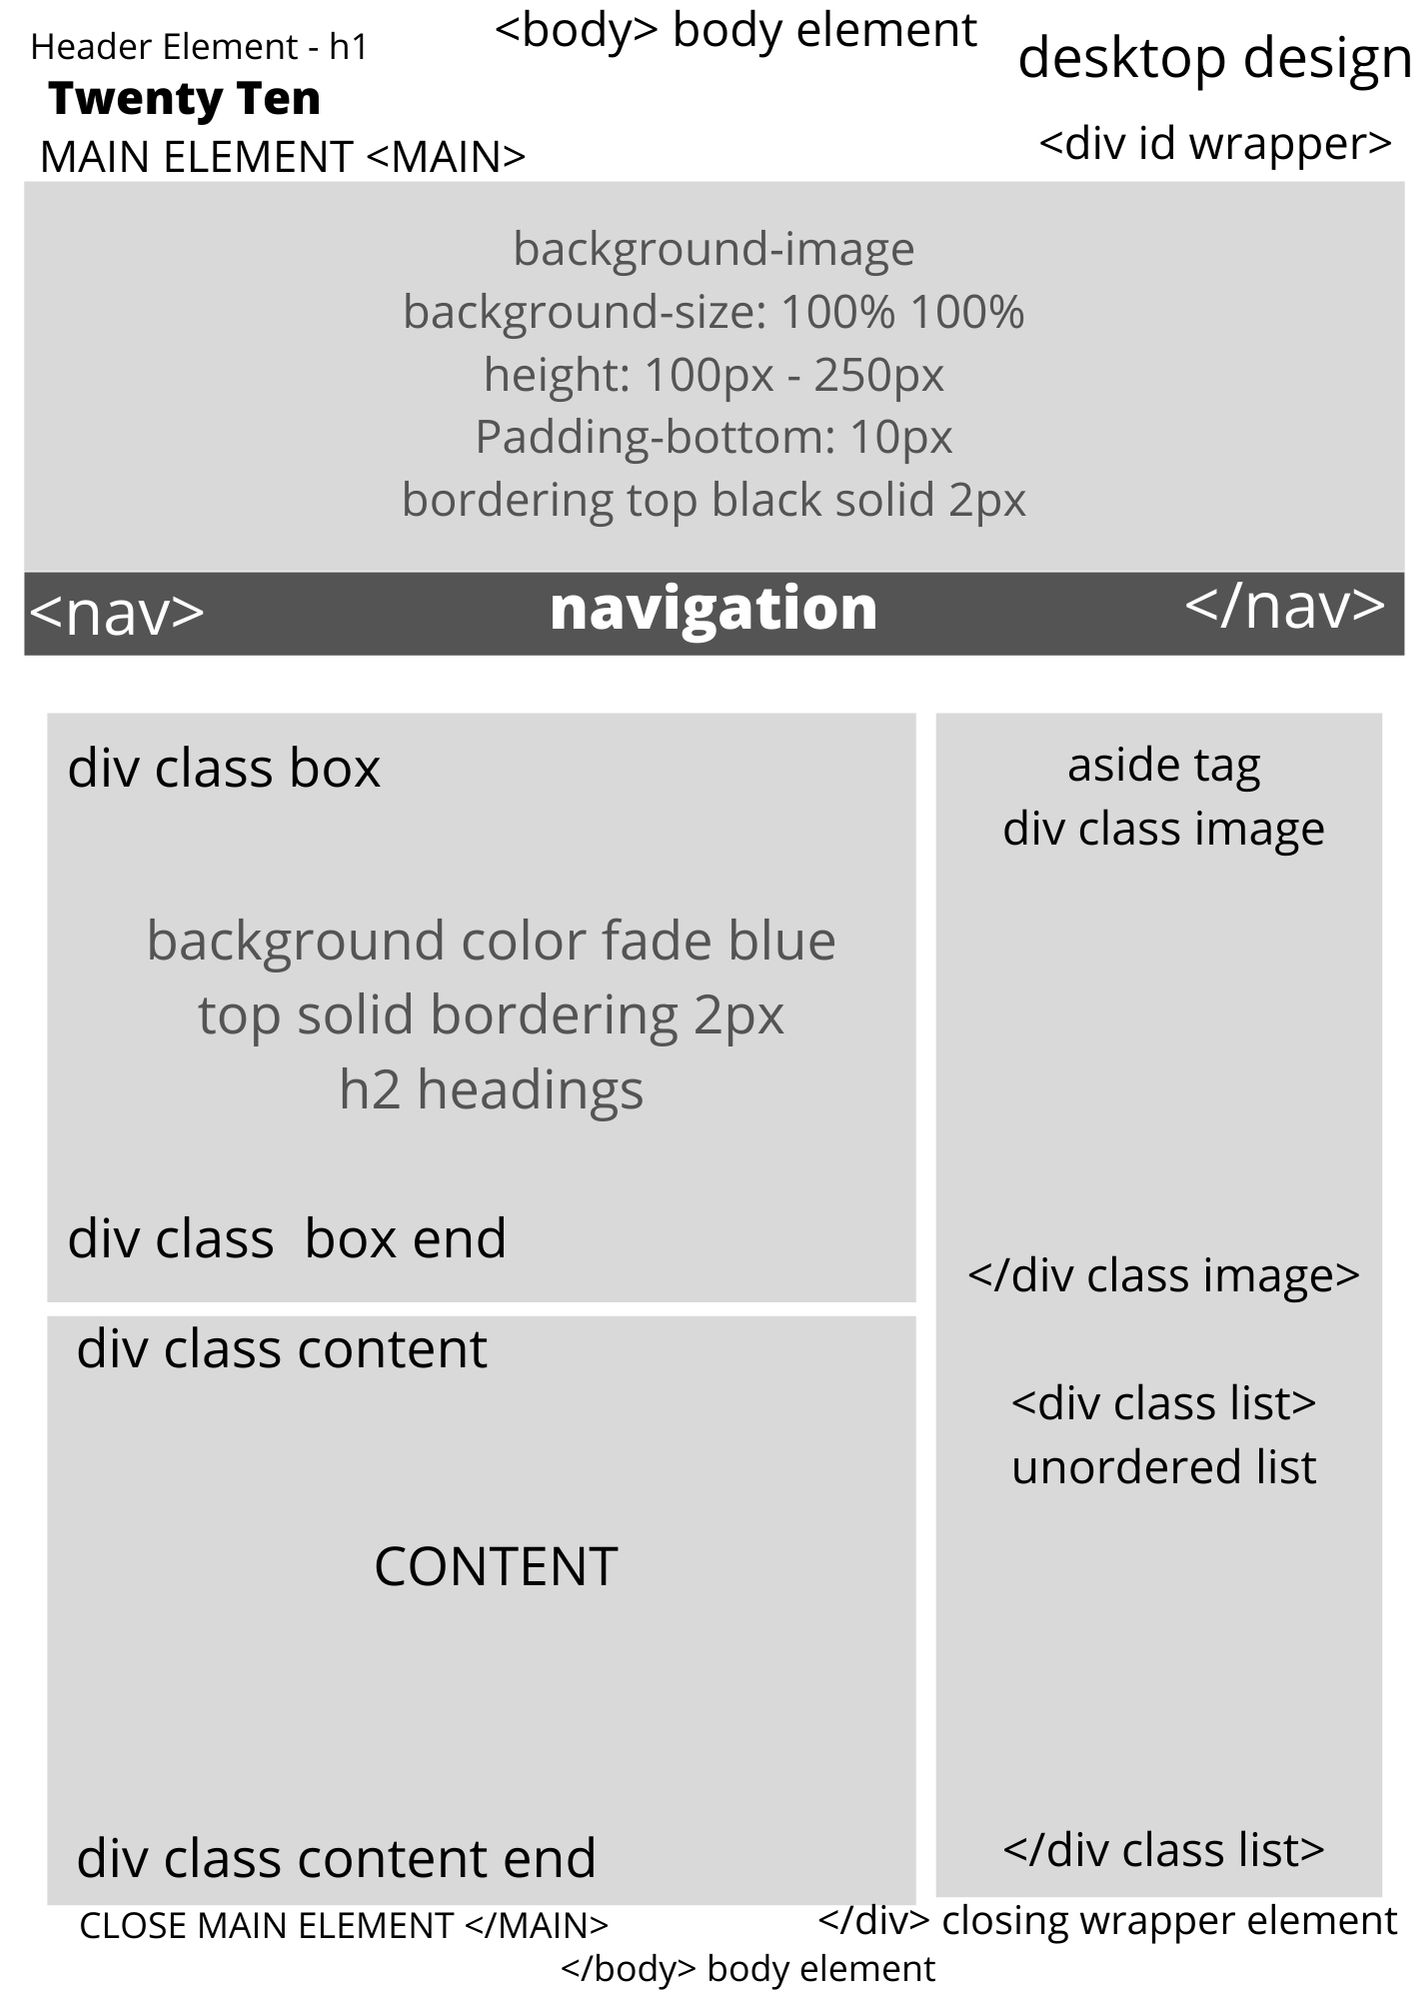 <body> body element
Header Element - h1
desktop design
Twenty Ten
<div id wrapper>
MAIN ELEMENT <MAIN>
background-image
background-size: 100% 100%
height: 100px - 250px
Padding-bottom: 10px
bordering top black solid 2px
<nav> navigation </nav>
div class box
background color fade blue
top solid bordering 2px
h2 headings
div class  box end
div class content
CONTENT
div class content end
aside tag
div class image
</div class image>
<div class list>
unordered list
</div class list>
CLOSE MAIN ELEMENT </MAIN>
</div> closing wrapper element
</body> body element